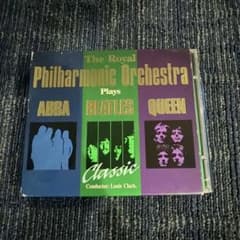 The Royal
Philharmonic Orchestra
Plays
ABBA BEATLES QUEEN
Classic
Conductor: Louis Clark.